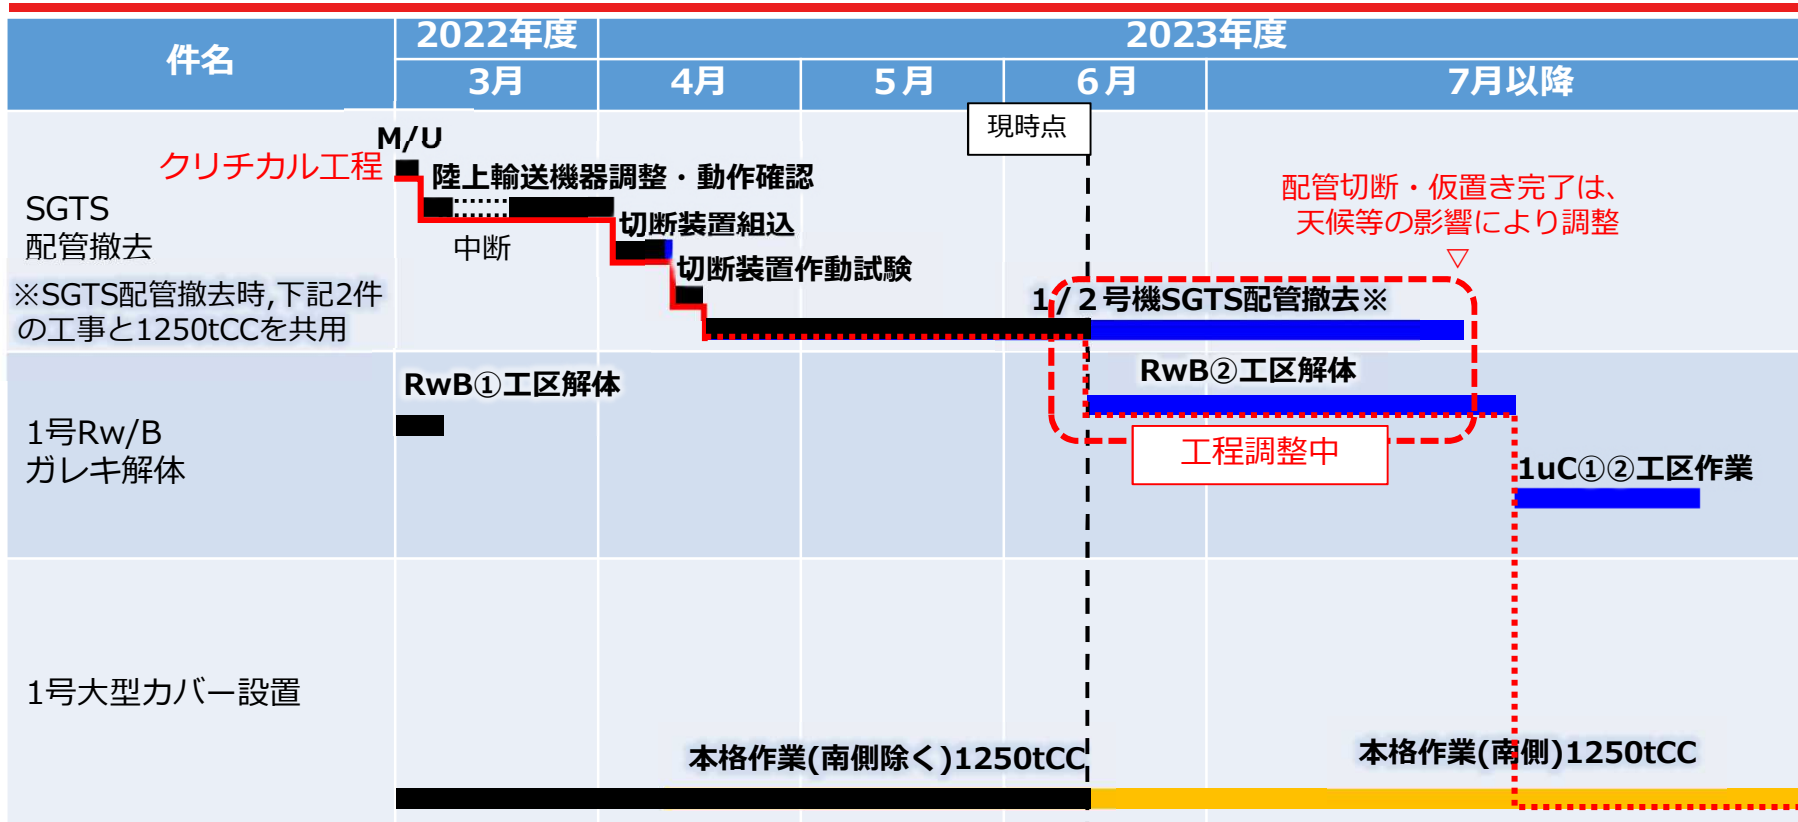 件名
2022年度
2023年度
3月
4月
5月
6月
7月以降
現時点
M/U
クリチカル工程
陸上輸送機器調整・動作確認
中断
切断装置組込
切断装置作動試験
配管切断・仮置き完了は、
天候等の影響により調整
▽
SGTS
配管撤去
※SGTS配管撤去時,下記2件
の工事と1250tCCを共用
1/2号機SGTS配管撤去※
RwB①工区解体
RwB②工区解体
工程調整中
1号Rw/B
ガレキ解体
1uC①②工区作業
1号大型カバー設置
本格作業(南側除く)1250tCC
本格作業(南側)1250tCC